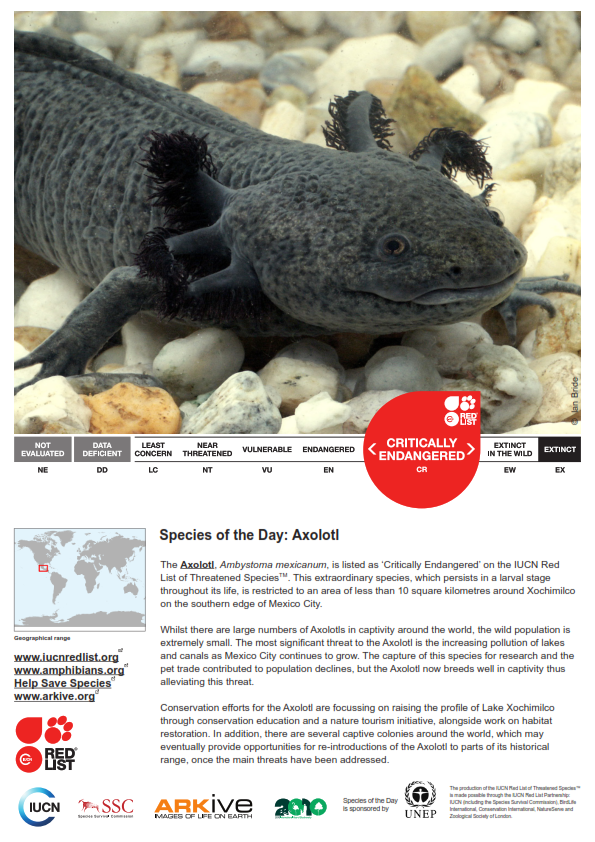 © Ian Bride
RED
LIST
NOT
EVALUATED
DATA
DEFICIENT
LEAST
CONCERN
NEAR
THREATENED
VULNERABLE
ENDANGERED
< CRITICALLY
ENDANGERED >
EXTINCT
IN THE WILD
EXTINCT
NE
DD
LC
NT
VU
EN
CR
EW
EX
Species of the Day: Axolotl
The Axolotl, Ambystoma mexicanum, is listed as ‘Critically Endangered’ on the IUCN Red
List of Threatened Species™. This extraordinary species, which persists in a larval stage
throughout its life, is restricted to an area of less than 10 square kilometres around Xochimilco
on the southern edge of Mexico City.
Whilst there are large numbers of Axolotls in captivity around the world, the wild population is
extremely small. The most significant threat to the Axolotl is the increasing pollution of lakes
and canals as Mexico City continues to grow. The capture of this species for research and the
pet trade contributed to population declines, but the Axolotl now breeds well in captivity thus
alleviating this threat.
Conservation efforts for the Axolotl are focussing on raising the profile of Lake Xochimilco
through conservation education and a nature tourism initiative, alongside work on habitat
restoration. In addition, there are several captive colonies around the world, which may
eventually provide opportunities for re-introductions of the Axolotl to parts of its historical
range, once the main threats have been addressed.
Geographical range
www.iucnredlist.org
www.amphibians.org
Help Save Species
www.arkive.org
IUCN
RED
LIST
IUCN
SSC
Species Survival Commission
ARKive
IMAGES OF LIFE ON EARTH
2010
Species of the Day
is sponsored by
UNEP
The production of the IUCN Red List of Threatened Species™
is made possible through the IUCN Red List Partnership:
IUCN (including the Species Survival Commission), BirdLife
International, Conservation International, NatureServe and
Zoological Society of London.